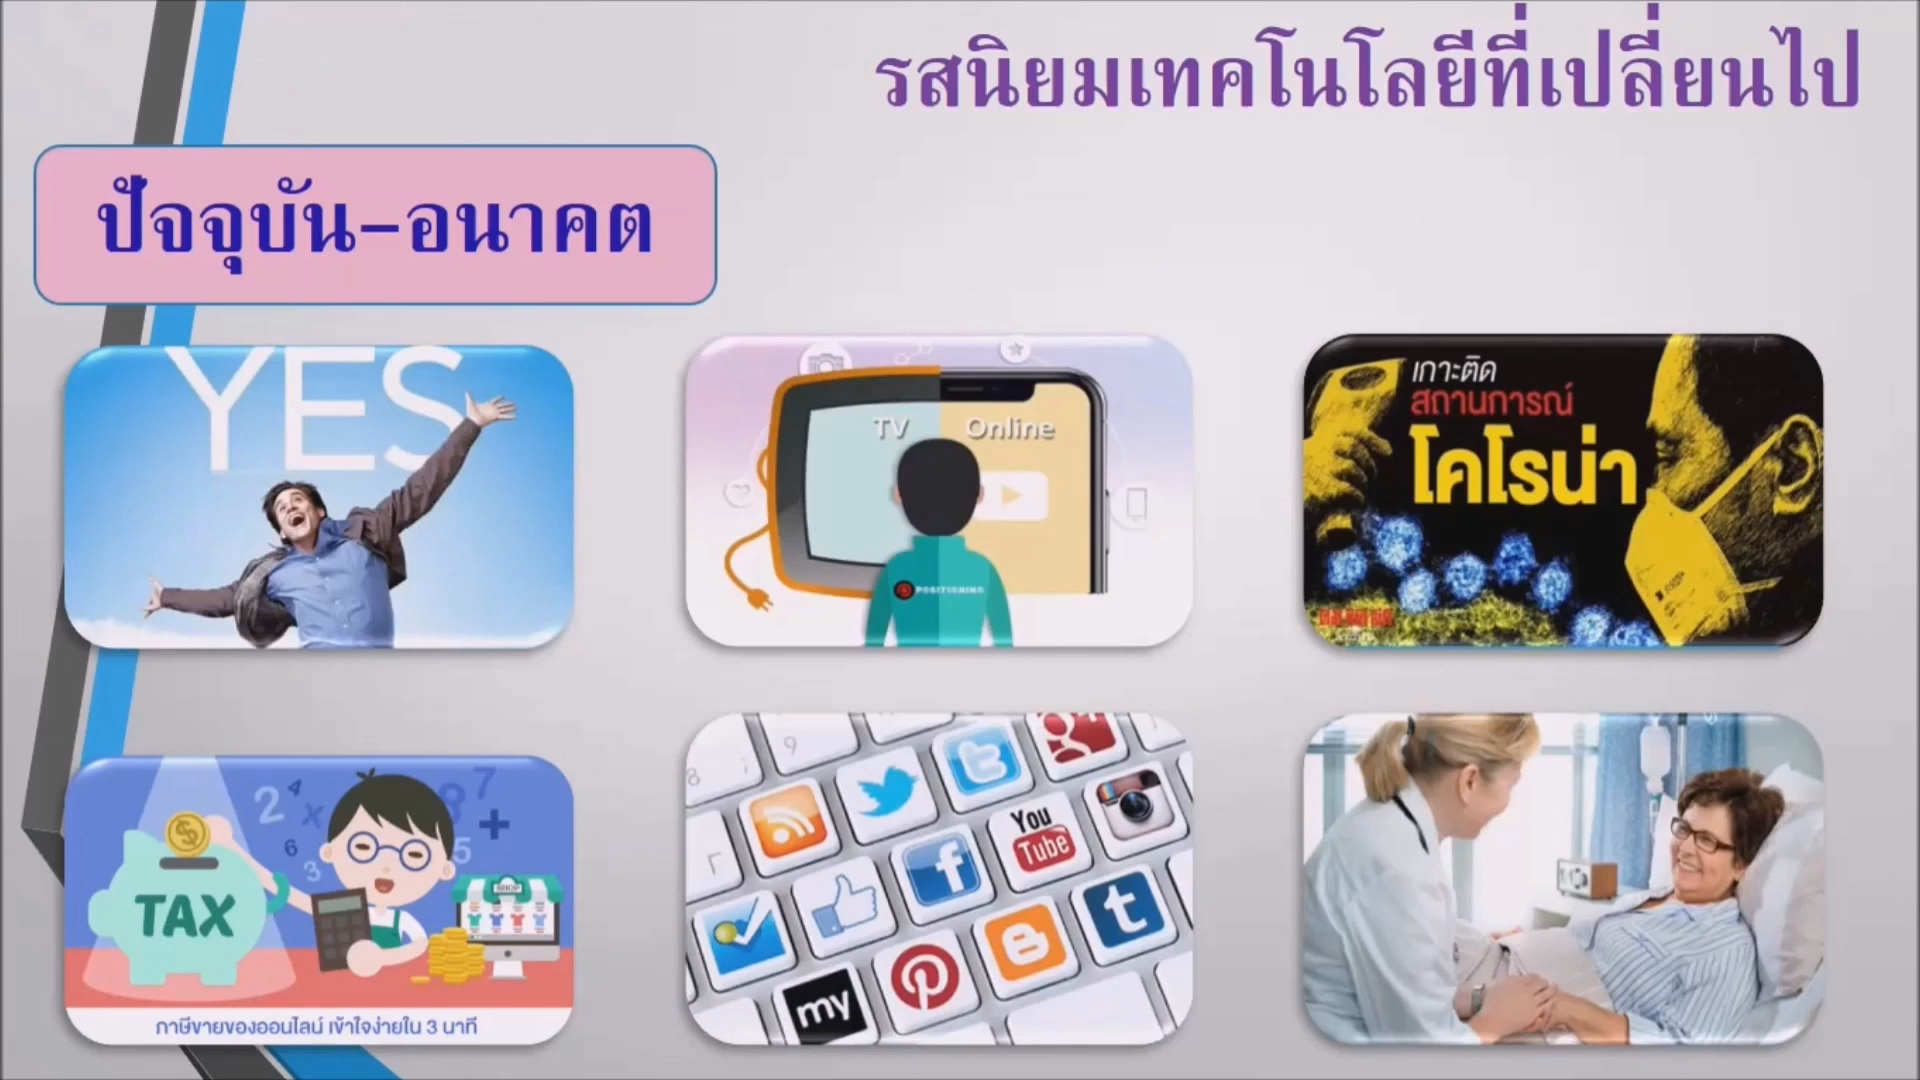 รสนิยมเทคโนโลยีที่เปลี่ยนไป
ปัจจุบัน-อนาคต
YES
TV Online
POSITIONING
เกาะติด
สถานการณ์
โคโรน่า
TAX
SHOP
ภาษีขายของออนไลน์ เข้าใจง่ายใน 3 นาที
You
Tube
my